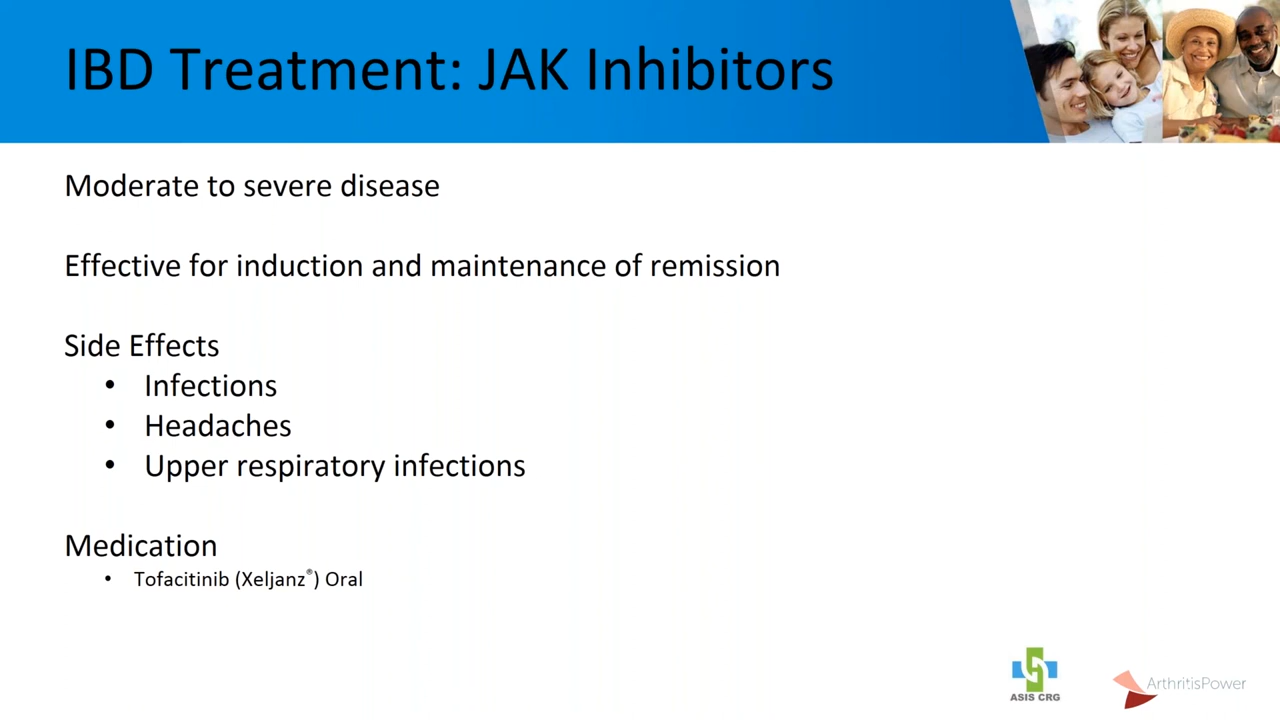 IBD Treatment: JAK Inhibitors
Moderate to severe disease
Effective for induction and maintenance of remission
Side Effects
• Infections
• Headaches
• Upper respiratory infections
Medication
• Tofacitinib (Xeljanz®) Oral
ASIS CRG
ArthritisPower